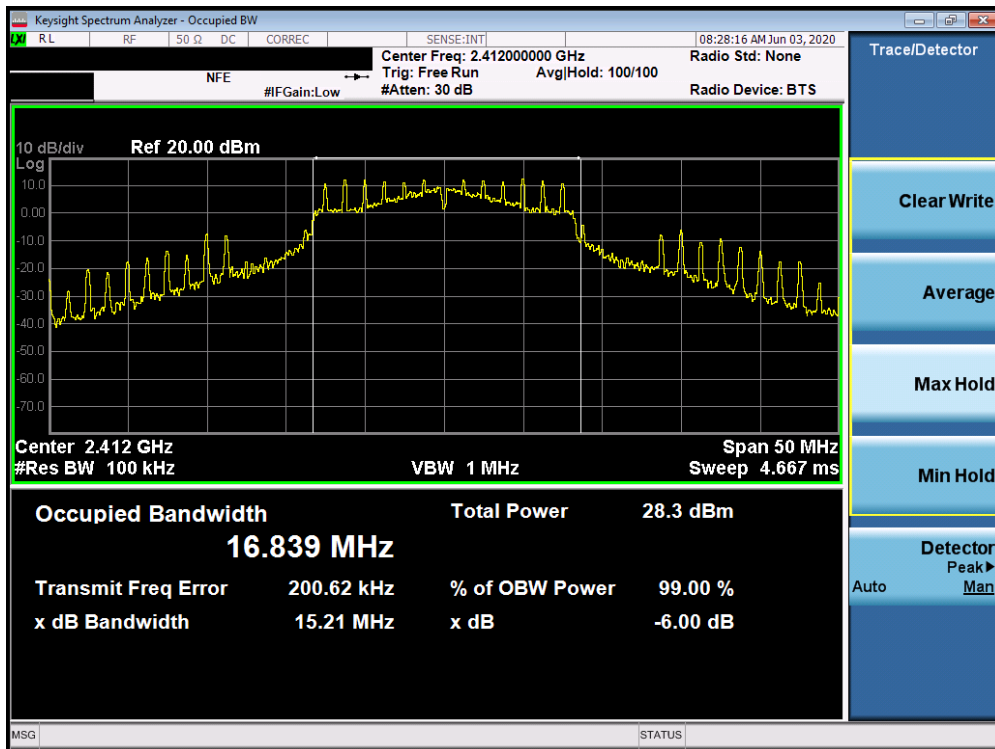 Keysight Spectrum Analyzer - Occupied BW
LXI RL RF 50 Ω DC CORREC SENSE:INT 08:28:16 AM Jun 03, 2020
Center Freq: 2.412000000 GHz Radio Std: None
NFE Trig: Free Run Avg|Hold: 100/100
#IFGain:Low #Atten: 30 dB Radio Device: BTS
10 dB/div Ref 20.00 dBm
Log
10.0
0.00
-10.0
-20.0
-30.0
-40.0
-50.0
-60.0
-70.0
Center 2.412 GHz Span 50 MHz
#Res BW 100 kHz VBW 1 MHz Sweep 4.667 ms
Occupied Bandwidth Total Power 28.3 dBm
16.839 MHz
Transmit Freq Error 200.62 kHz % of OBW Power 99.00 %
x dB Bandwidth 15.21 MHz x dB -6.00 dB
MSG STATUS
Trace/Detector
Clear Write
Average
Max Hold
Min Hold
Detector
Peak▶
Auto Man